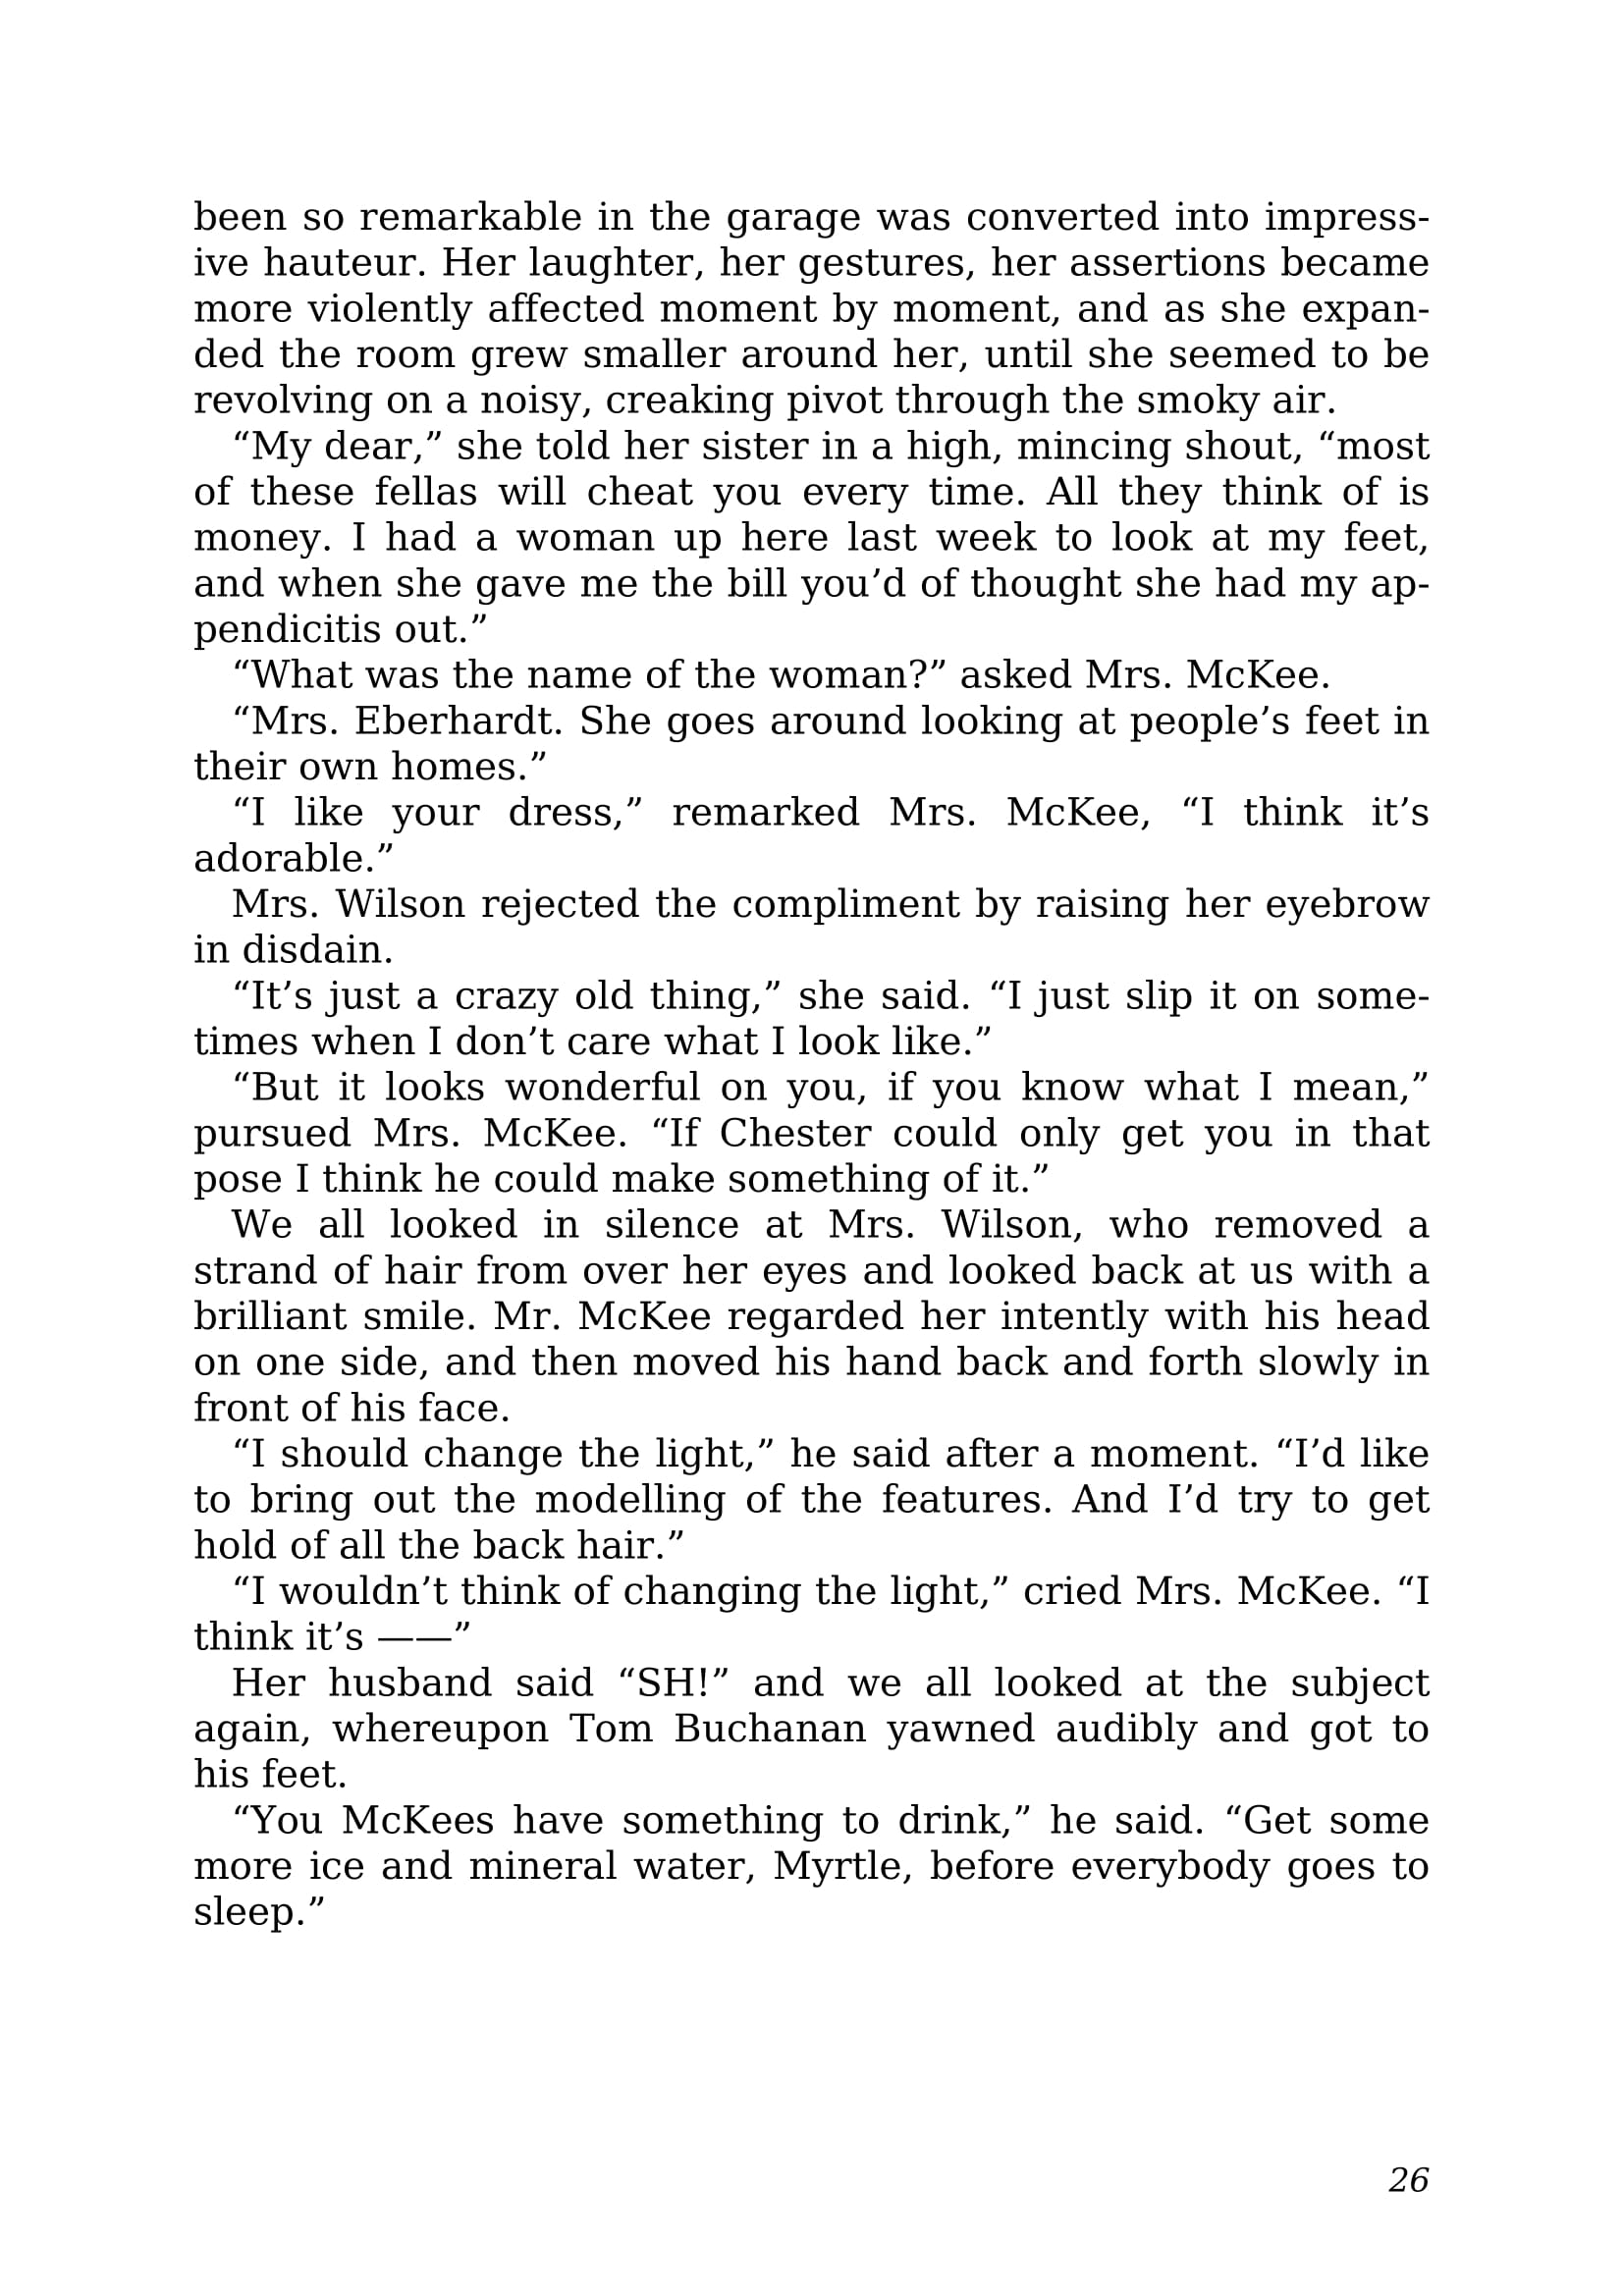 been so remarkable in the garage was converted into impress-
ive hauteur. Her laughter, her gestures, her assertions became
more violently affected moment by moment, and as she expan-
ded the room grew smaller around her, until she seemed to be
revolving on a noisy, creaking pivot through the smoky air.
“My dear,” she told her sister in a high, mincing shout, “most
of these fellas will cheat you every time. All they think of is
money. I had a woman up here last week to look at my feet,
and when she gave me the bill you’d of thought she had my ap-
pendicitis out.”
“What was the name of the woman?” asked Mrs. McKee.
“Mrs. Eberhardt. She goes around looking at people’s feet in
their own homes.”
“I like your dress,” remarked Mrs. McKee, “I think it’s
adorable.”
Mrs. Wilson rejected the compliment by raising her eyebrow
in disdain.
“It’s just a crazy old thing,” she said. “I just slip it on some-
times when I don’t care what I look like.”
“But it looks wonderful on you, if you know what I mean,”
pursued Mrs. McKee. “If Chester could only get you in that
pose I think he could make something of it.”
We all looked in silence at Mrs. Wilson, who removed a
strand of hair from over her eyes and looked back at us with a
brilliant smile. Mr. McKee regarded her intently with his head
on one side, and then moved his hand back and forth slowly in
front of his face.
“I should change the light,” he said after a moment. “I’d like
to bring out the modelling of the features. And I’d try to get
hold of all the back hair.”
“I wouldn’t think of changing the light,” cried Mrs. McKee. “I
think it’s ——”
Her husband said “SH!” and we all looked at the subject
again, whereupon Tom Buchanan yawned audibly and got to
his feet.
“You McKees have something to drink,” he said. “Get some
more ice and mineral water, Myrtle, before everybody goes to
sleep.”
26